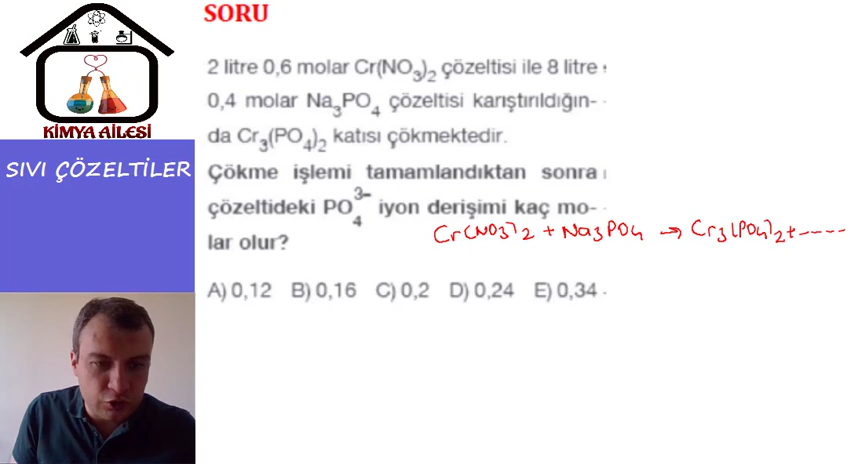 SORU
KİMYA AİLESİ
SIVI ÇÖZELTİLER
2 litre 0,6 molar Cr(NO₃)₂ çözeltisi ile 8 litre
0,4 molar Na₃PO₄ çözeltisi karıştırıldığın-
da Cr₃(PO₄)₂ katısı çökmektedir.
Çökme işlemi tamamlandıktan sonra
çözeltideki PO₄³⁻ iyon derişimi kaç mo-
lar olur?
Cr(NO₃)₂ + Na₃PO₄ → Cr₃(PO₄)₂ + ----
A) 0,12 B) 0,16 C) 0,2 D) 0,24 E) 0,34